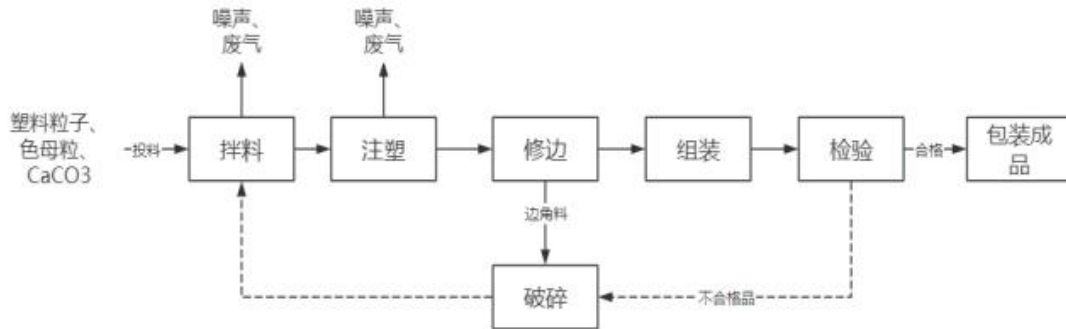 噪声、
废气
噪声、
废气
塑料粒子、
色母粒、
CaCO3
投料
拌料
注塑
修边
组装
检验
合格
包装成
品
边角料
破碎
不合格品